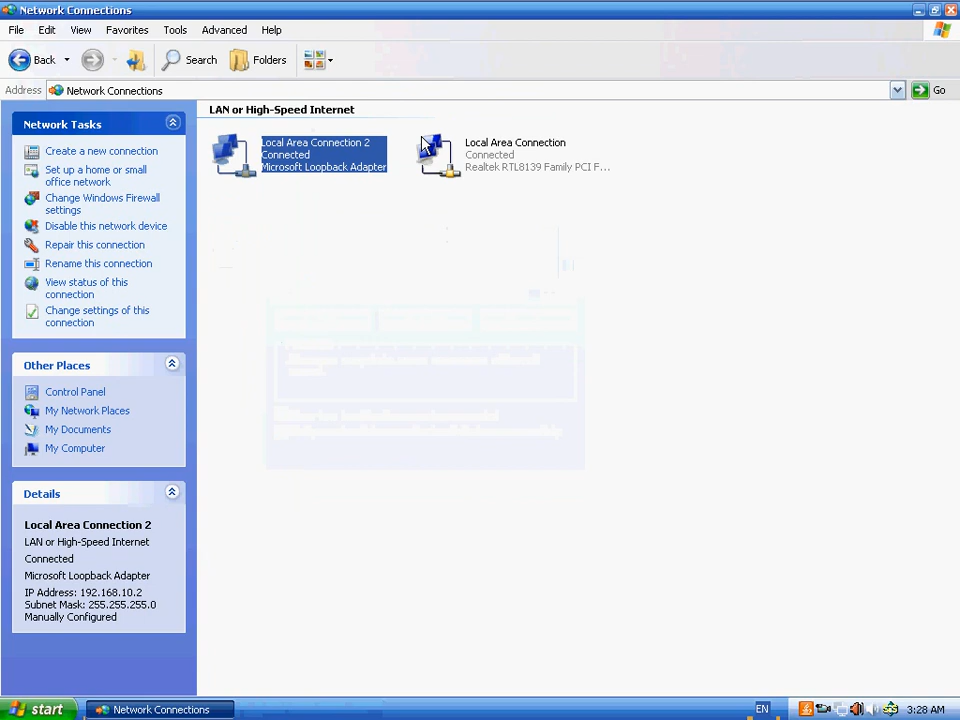 Network Connections
File Edit View Favorites Tools Advanced Help
Back Search Folders
Address Network Connections Go
Network Tasks
Create a new connection
Set up a home or small
office network
Change Windows Firewall
settings
Disable this network device
Repair this connection
Rename this connection
View status of this
connection
Change settings of this
connection
Other Places
Control Panel
My Network Places
My Documents
My Computer
Details
Local Area Connection 2
LAN or High-Speed Internet
Connected
Microsoft Loopback Adapter
IP Address: 192.168.10.2
Subnet Mask: 255.255.255.0
Manually Configured
LAN or High-Speed Internet
Local Area Connection 2
Connected
Microsoft Loopback Adapter
Local Area Connection
Connected
Realtek RTL8139 Family PCI F...
start Network Connections EN 3:28 AM